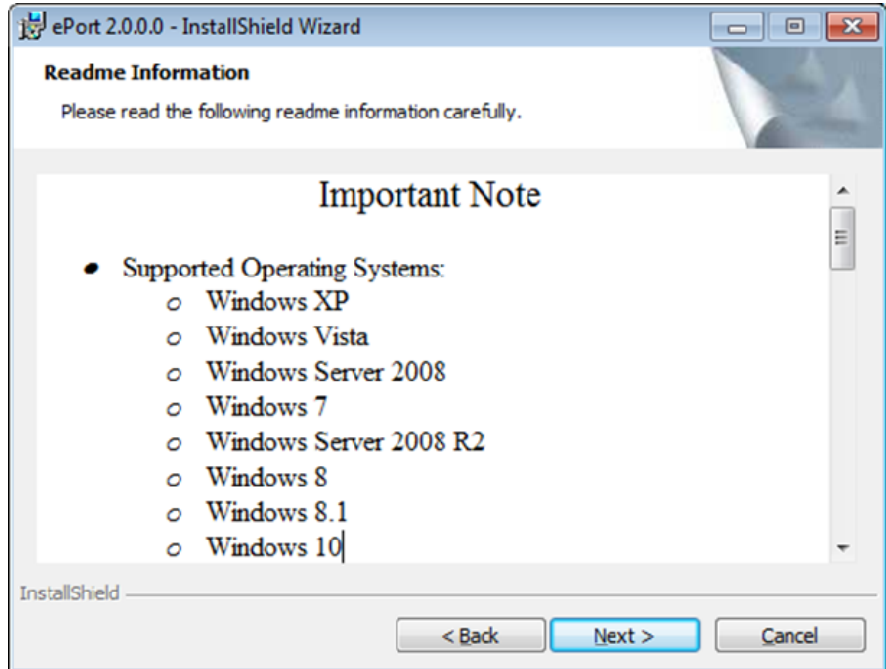 ePort 2.0.0.0 - InstallShield Wizard
Readme Information
Please read the following readme information carefully.
Important Note
• Supported Operating Systems:
o Windows XP
o Windows Vista
o Windows Server 2008
o Windows 7
o Windows Server 2008 R2
o Windows 8
o Windows 8.1
o Windows 10
InstallShield
< Back Next > Cancel